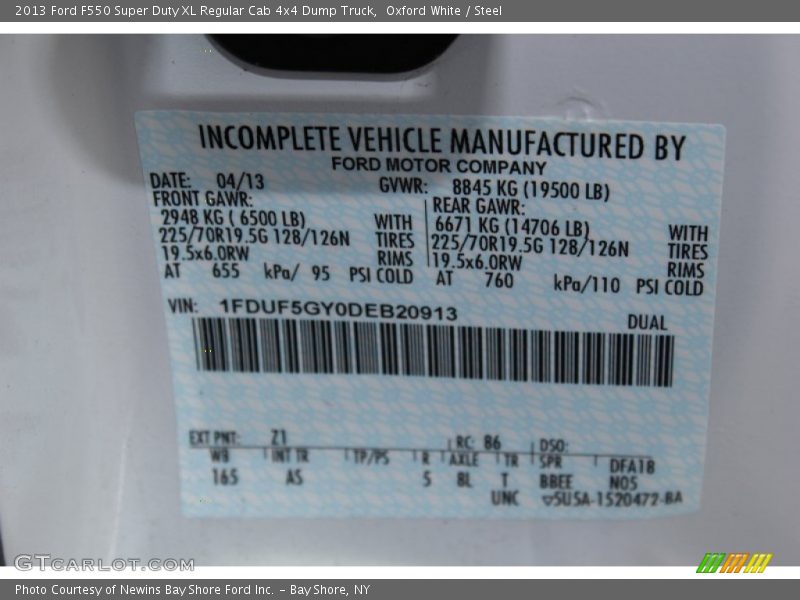 2013 Ford F550 Super Duty XL Regular Cab 4x4 Dump Truck,  Oxford White / Steel
INCOMPLETE VEHICLE MANUFACTURED BY
FORD MOTOR COMPANY
DATE: 04/13 GVWR: 8845 KG (19500 LB)
FRONT GAWR: REAR GAWR:
2948 KG ( 6500 LB) WITH 6671 KG (14706 LB) WITH
225/70R19.5G 128/126N TIRES 225/70R19.5G 128/126N TIRES
19.5x6.0RW RIMS 19.5x6.0RW RIMS
AT 655 kPa/ 95 PSI COLD AT 760 kPa/110 PSI COLD
VIN: 1FDUF5GY0DEB20913
DUAL
EXT PNT: Z1 RC: 86 DSO:
WB INT TR TP/PS R AXLE TR SPR DFA18
165 AS 5 8L T BBEE N05
UNC ▽5U5A-1520472-BA
GTCARLOT.COM
Photo Courtesy of Newins Bay Shore Ford Inc. – Bay Shore, NY